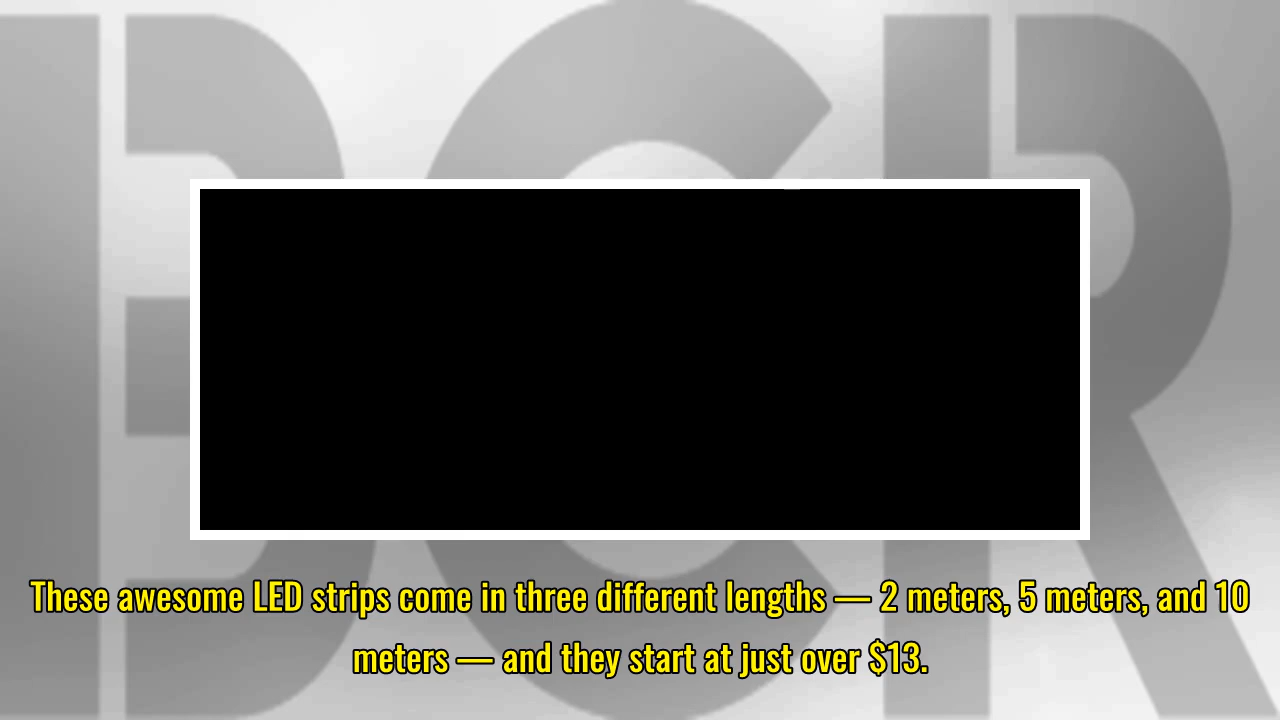 BCR
These awesome LED strips come in three different lengths — 2 meters, 5 meters, and 10
meters — and they start at just over $13.